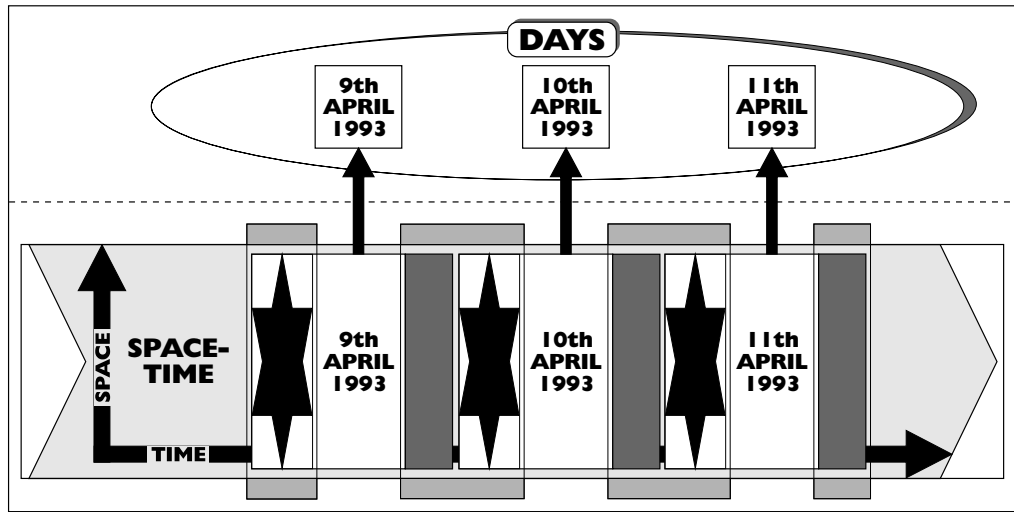 DAYS
9th
APRIL
1993
10th
APRIL
1993
11th
APRIL
1993
SPACE
SPACE-
TIME
TIME
9th
APRIL
1993
10th
APRIL
1993
11th
APRIL
1993